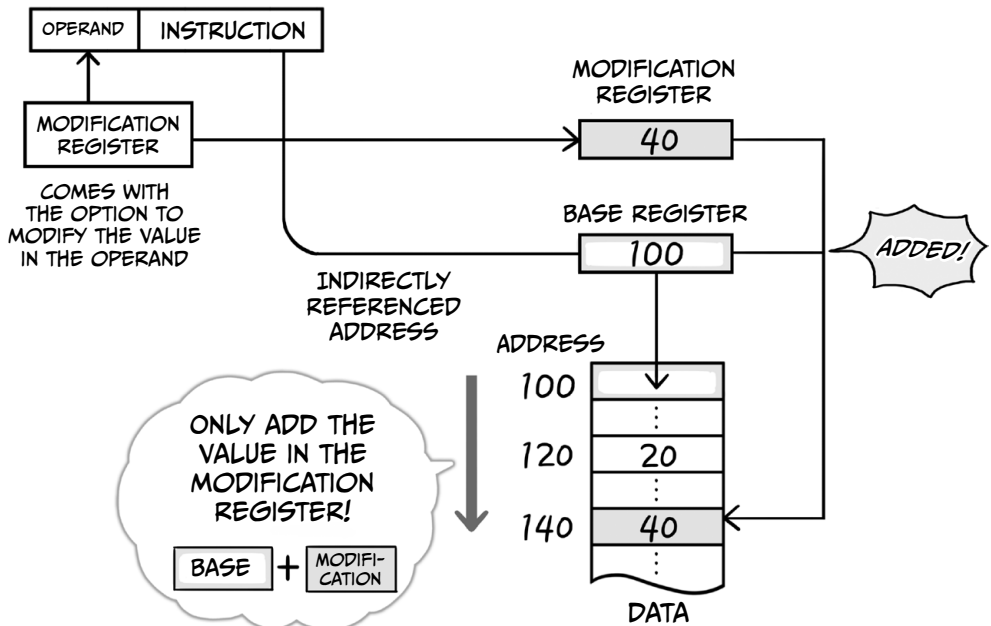 OPERAND INSTRUCTION
MODIFICATION
REGISTER
COMES WITH
THE OPTION TO
MODIFY THE VALUE
IN THE OPERAND
MODIFICATION
REGISTER
40
BASE REGISTER
100
ADDED!
INDIRECTLY
REFERENCED
ADDRESS
ADDRESS
100
⋮
120 20
⋮
140 40
⋮
DATA
ONLY ADD THE
VALUE IN THE
MODIFICATION
REGISTER!
BASE + MODIFI-
CATION